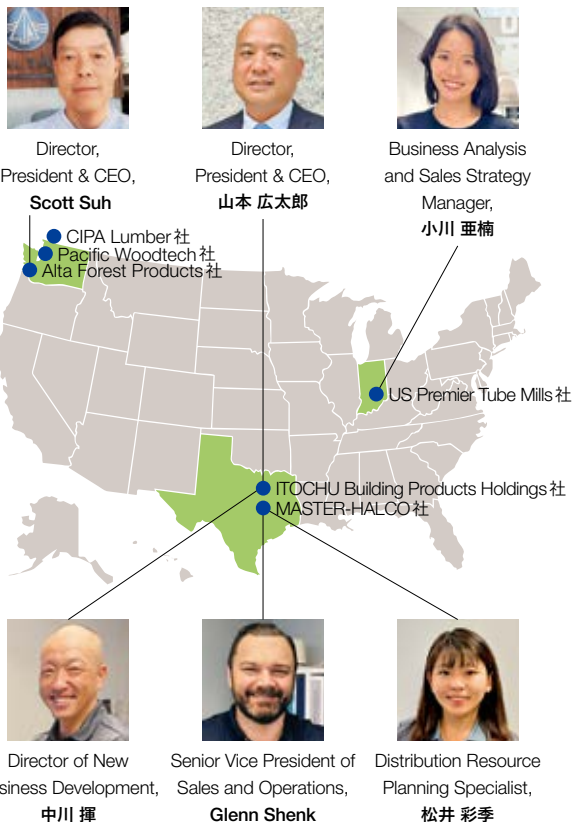 Director,
President & CEO,
Scott Suh
Director,
President & CEO,
山本 広太郎
Business Analysis
and Sales Strategy
Manager,
小川 亜楠
CIPA Lumber社
Pacific Woodtech社
Alta Forest Products社
US Premier Tube Mills社
ITOCHU Building Products Holdings社
MASTER-HALCO社
Director of New
siness Development,
中川 揮
Senior Vice President of
Sales and Operations,
Glenn Shenk
Distribution Resource
Planning Specialist,
松井 彩季